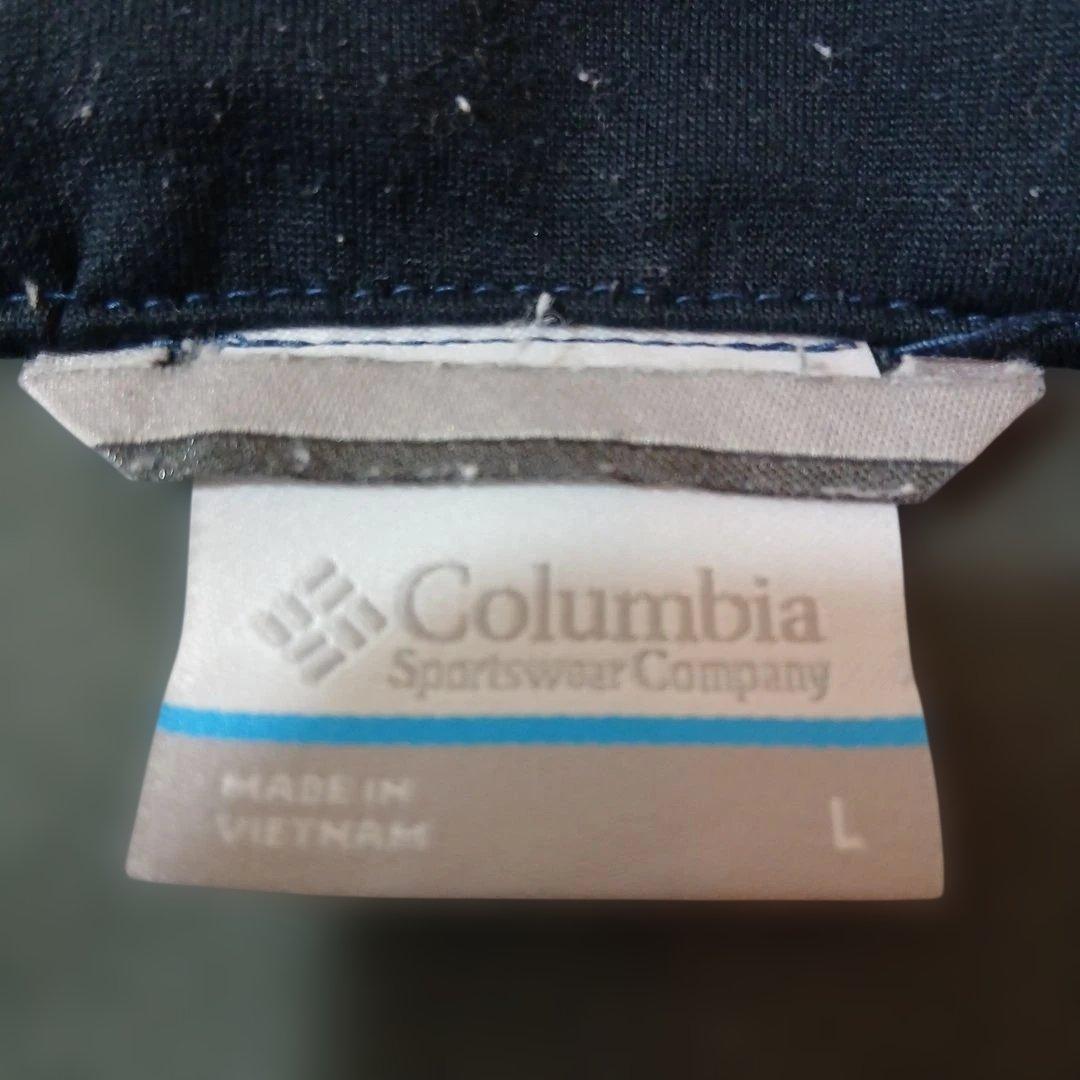 Columbia
Sportswear Company
MADE IN
VIETNAM
L